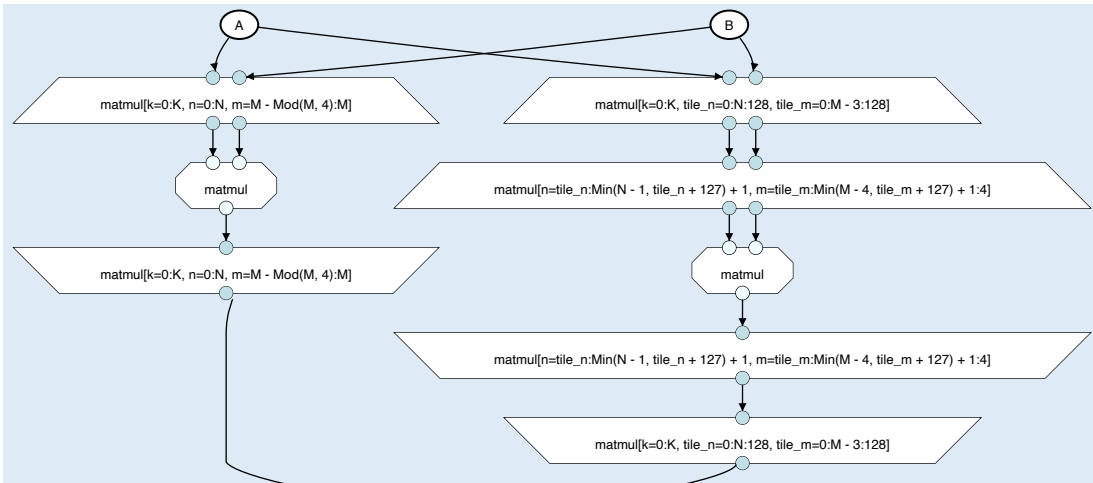 A
B
matmul[k=0:K, n=0:N, m=M - Mod(M, 4):M]
matmul[k=0:K, tile_n=0:N:128, tile_m=0:M - 3:128]
matmul
matmul[n=tile_n:Min(N - 1, tile_n + 127) + 1, m=tile_m:Min(M - 4, tile_m + 127) + 1:4]
matmul[k=0:K, n=0:N, m=M - Mod(M, 4):M]
matmul
matmul[n=tile_n:Min(N - 1, tile_n + 127) + 1, m=tile_m:Min(M - 4, tile_m + 127) + 1:4]
matmul[k=0:K, tile_n=0:N:128, tile_m=0:M - 3:128]